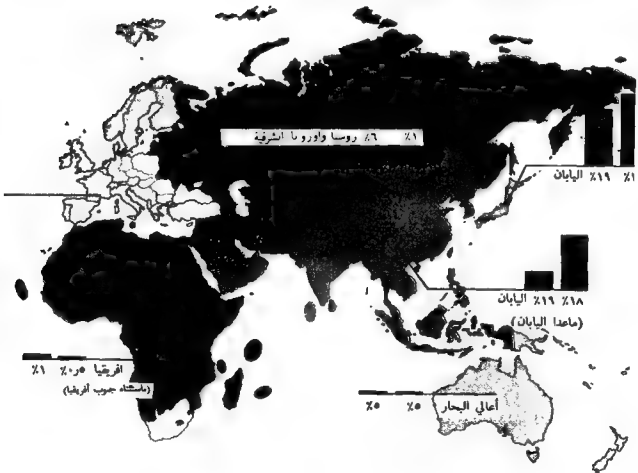 ٪٦ روسيا واوروبا الشرقية ٪١
٪١ ٪١٩ اليابان
٪١٨ ٪١٩ اليابان
(ماعدا اليابان)
افريقيا ٠٫٥٪ ٪١
(باستثناء جنوب أفريقيا)
أعالي البحار ٪٥ ٪٥